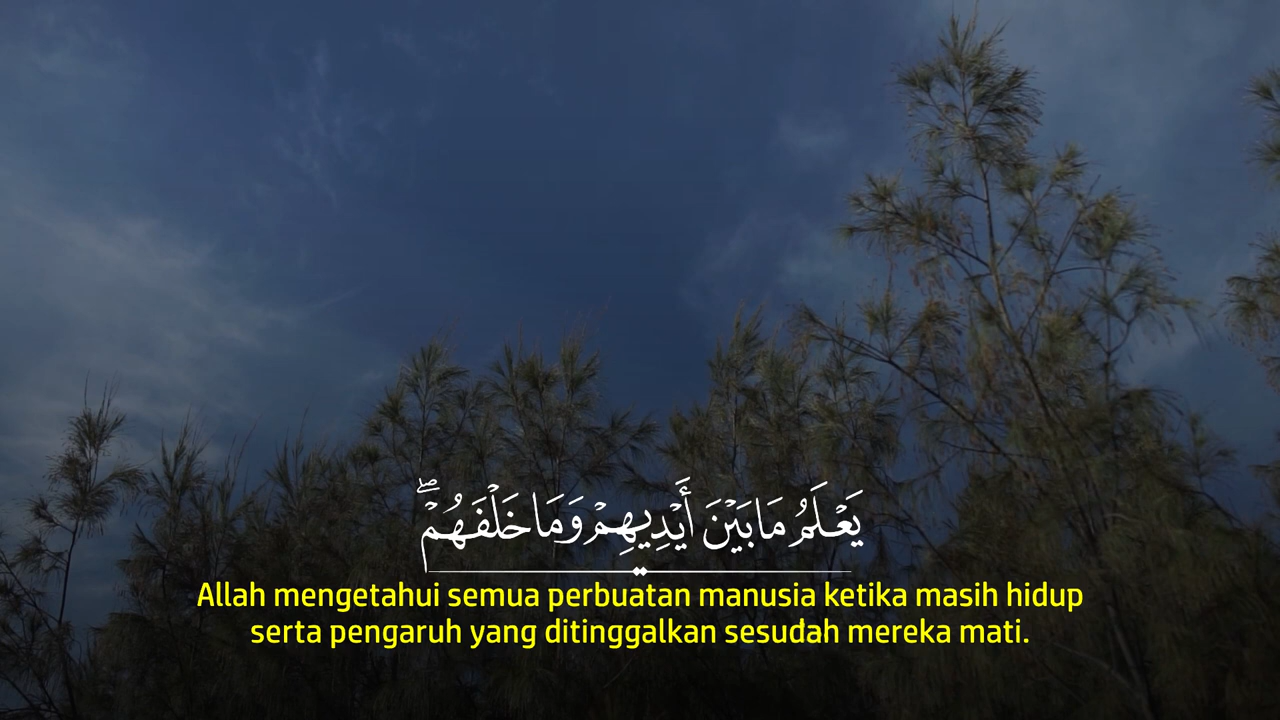 يَعْلَمُ مَا بَيْنَ أَيْدِيهِمْ وَمَا خَلْفَهُمْۖ
Allah mengetahui semua perbuatan manusia ketika masih hidup
serta pengaruh yang ditinggalkan sesudah mereka mati.